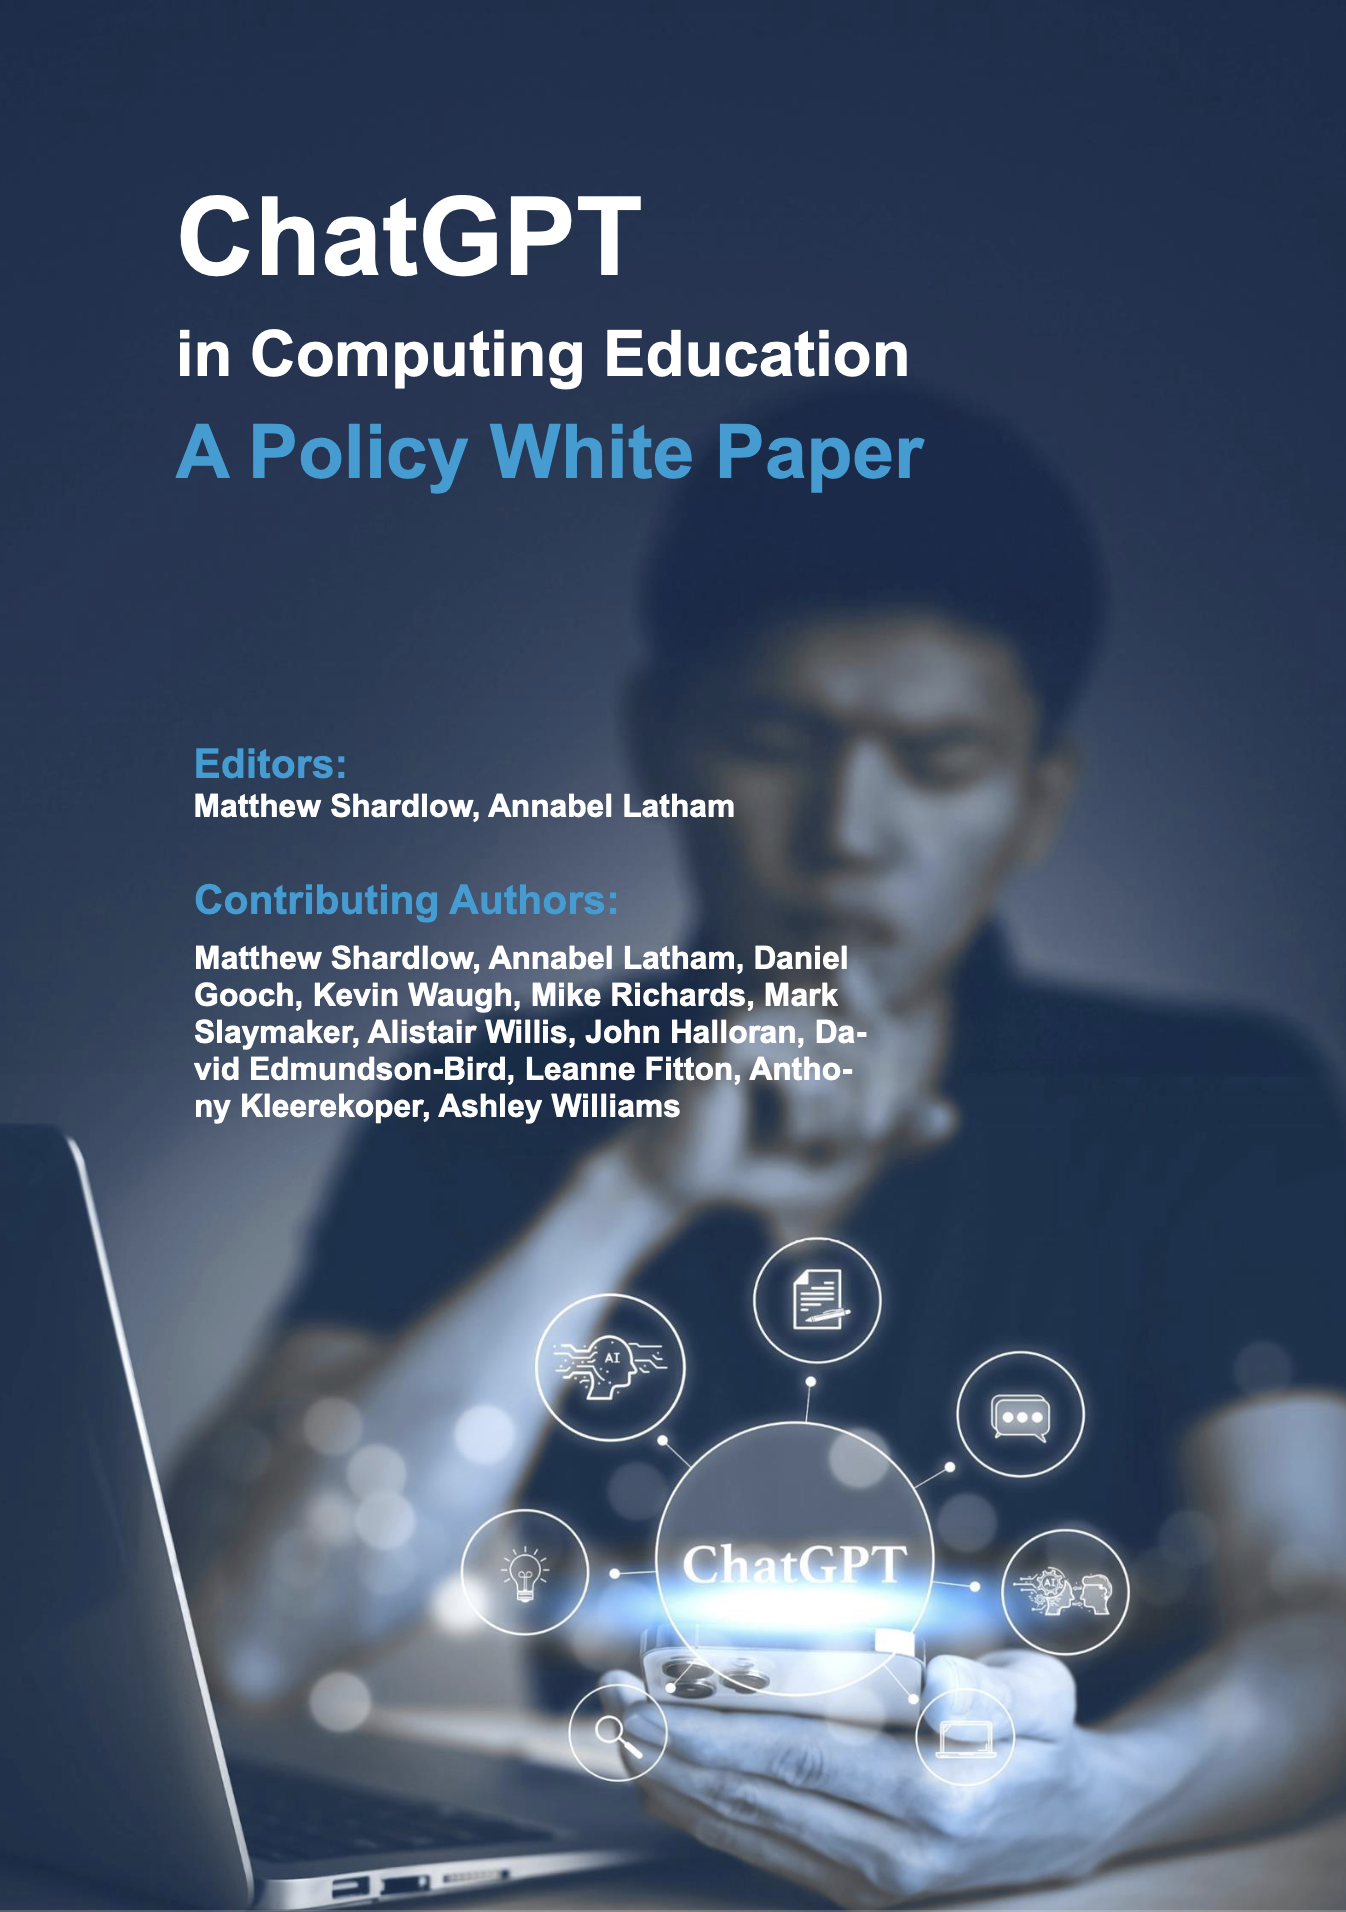 ChatGPT
in Computing Education
A Policy White Paper
Editors:
Matthew Shardlow, Annabel Latham
Contributing Authors:
Matthew Shardlow, Annabel Latham, Daniel
Gooch, Kevin Waugh, Mike Richards, Mark
Slaymaker, Alistair Willis, John Halloran, Da-
vid Edmundson-Bird, Leanne Fitton, Antho-
ny Kleerekoper, Ashley Williams
AI
ChatGPT
AI